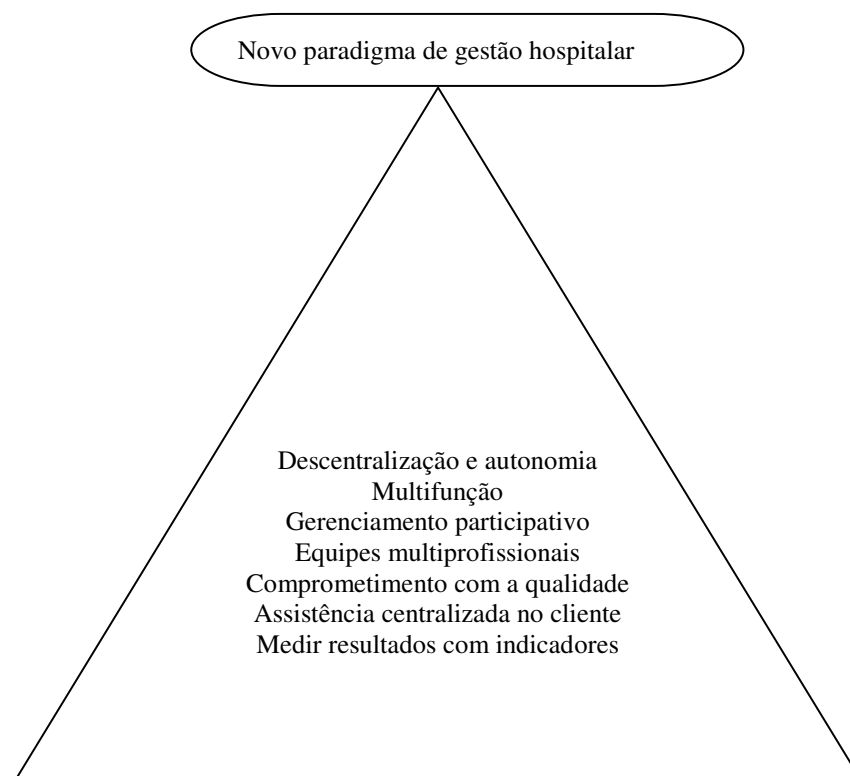 Novo paradigma de gestão hospitalar
Descentralização e autonomia
Multifunção
Gerenciamento participativo
Equipes multiprofissionais
Comprometimento com a qualidade
Assistência centralizada no cliente
Medir resultados com indicadores